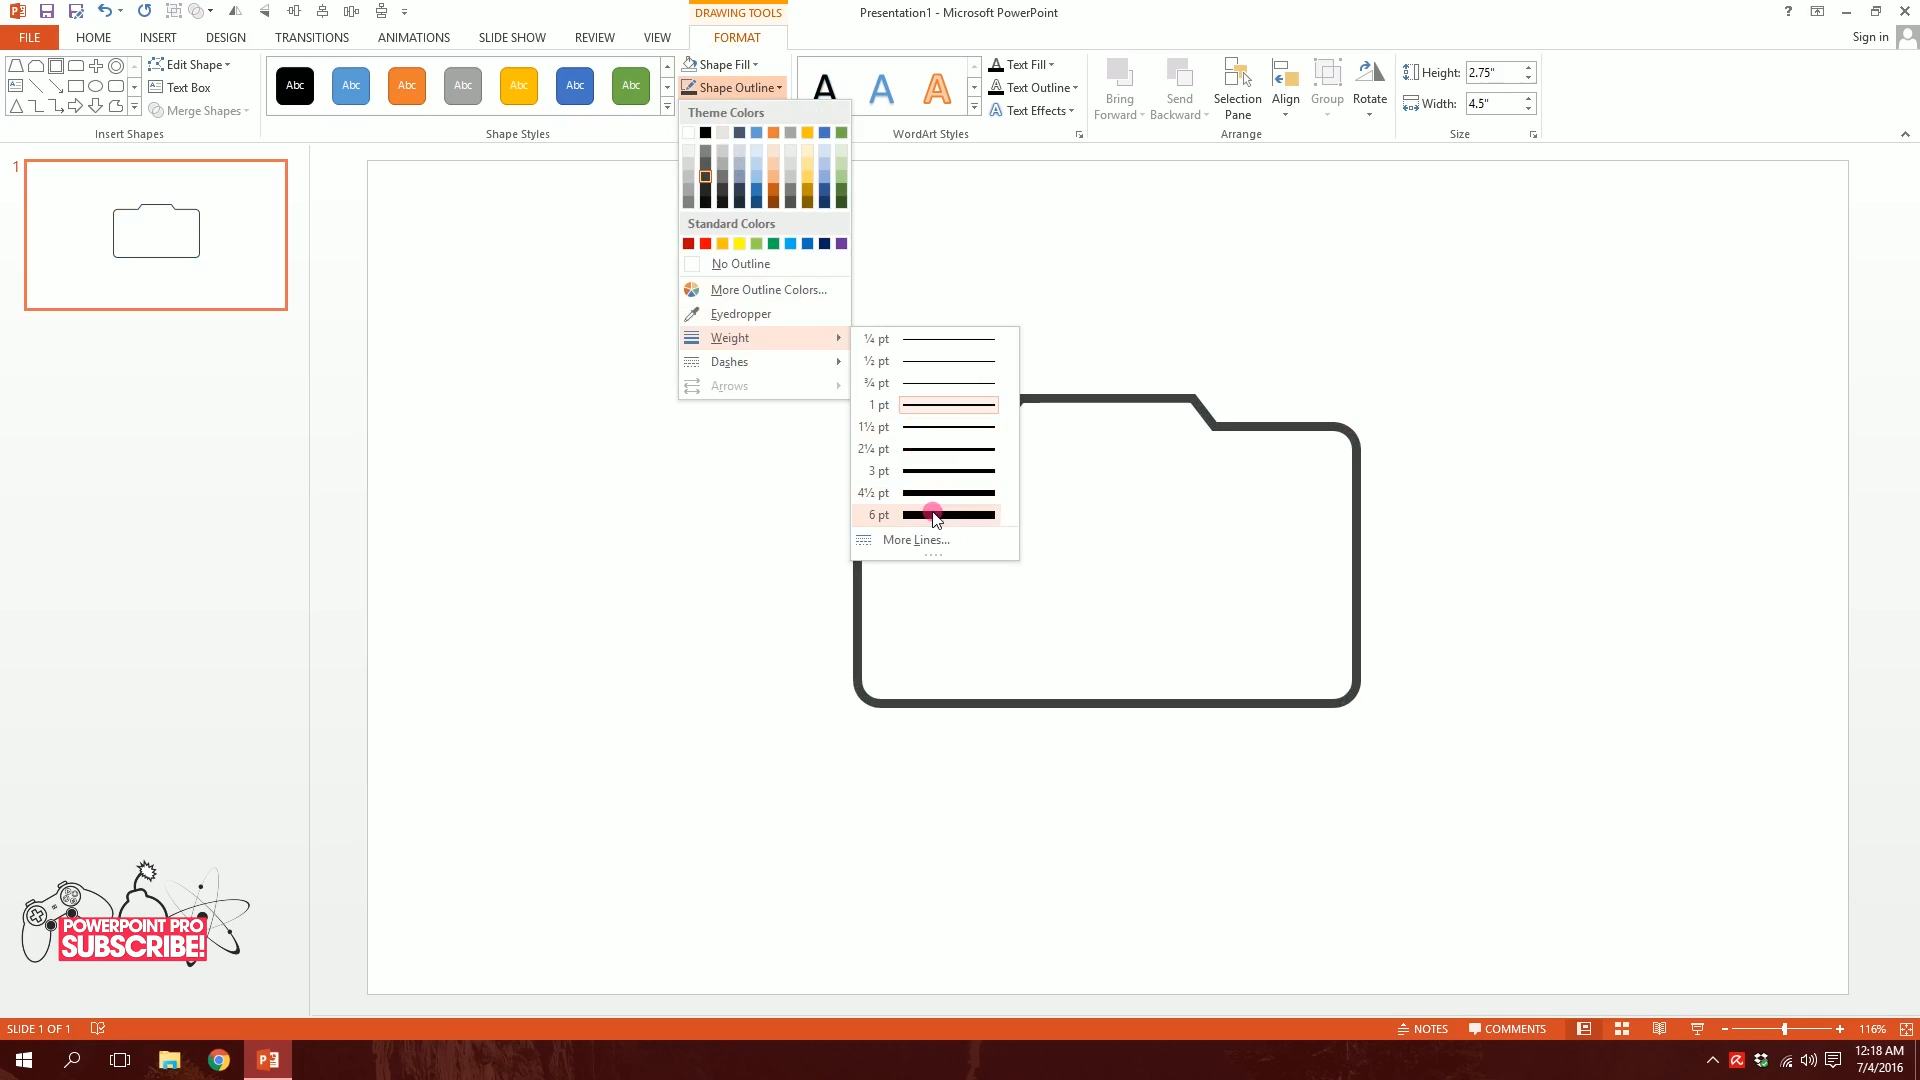 DRAWING TOOLS
Presentation1 - Microsoft PowerPoint
FILE HOME INSERT DESIGN TRANSITIONS ANIMATIONS SLIDE SHOW REVIEW VIEW FORMAT
Sign in
Edit Shape
Text Box
Merge Shapes
Insert Shapes
Abc Abc Abc Abc Abc Abc Abc
Shape Styles
Shape Fill
Shape Outline
A A A
WordArt Styles
Text Fill
Text Outline
Text Effects
Bring Forward
Send Backward
Selection Pane
Align
Group
Rotate
Arrange
Height: 2.75"
Width: 4.5"
Size
Theme Colors
Standard Colors
No Outline
More Outline Colors...
Eyedropper
Weight
Dashes
Arrows
¼ pt
½ pt
¾ pt
1 pt
1½ pt
2¼ pt
3 pt
4½ pt
6 pt
More Lines...
1
POWERPOINT PRO
SUBSCRIBE!
SLIDE 1 OF 1
NOTES COMMENTS 116%
12:18 AM
7/4/2016